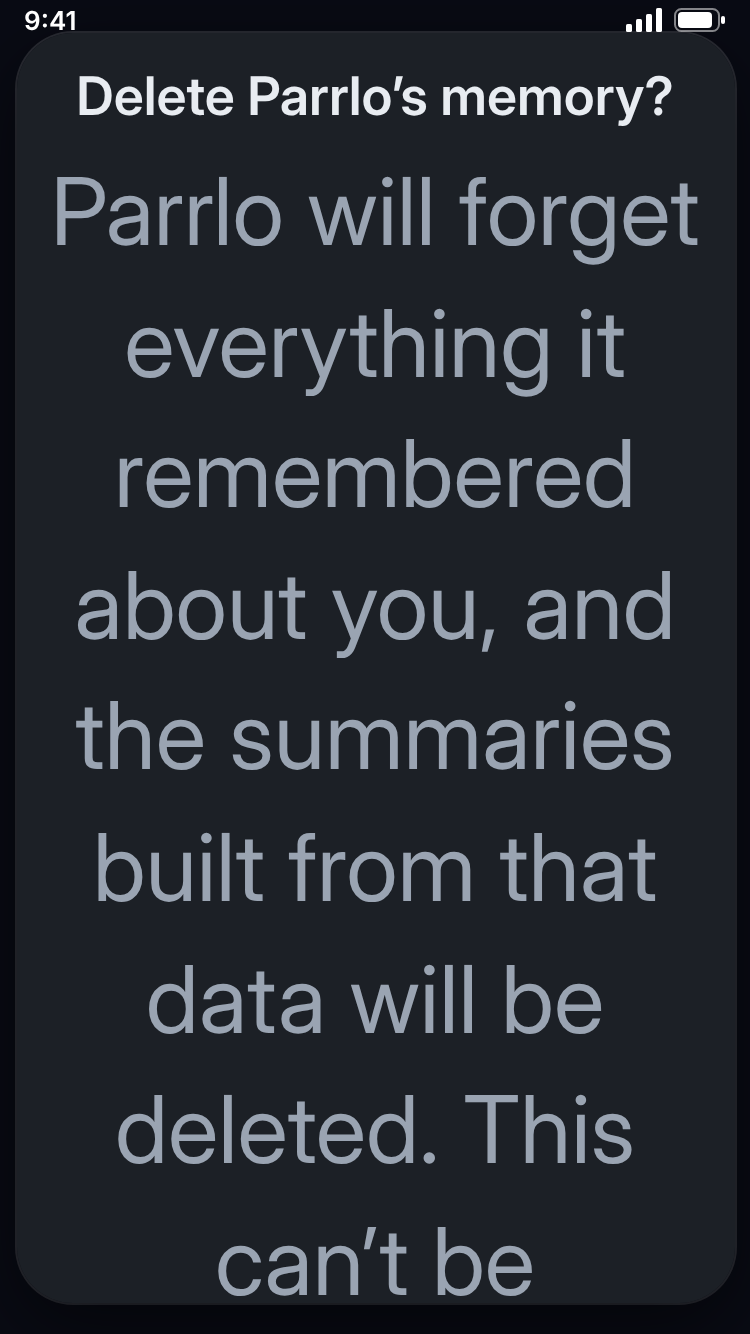 9:41
Delete Parrlo’s memory?
Parrlo will forget
everything it
remembered
about you, and
the summaries
built from that
data will be
deleted. This
can’t be